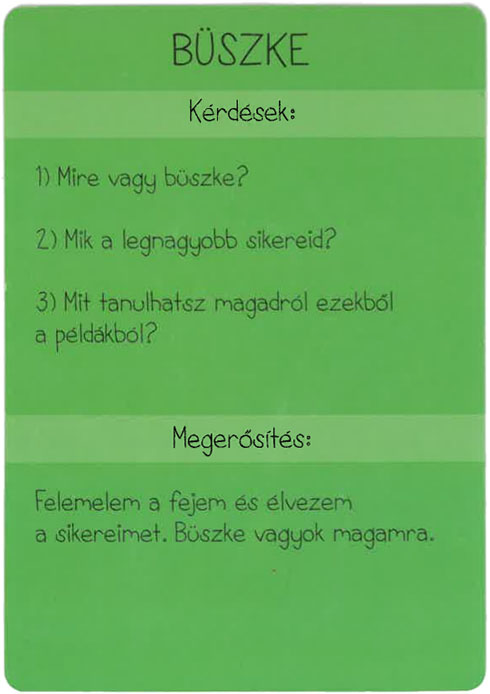 BÜSZKE
Kérdések:
1) Mire vagy büszke?
2) Mik a legnagyobb sikereid?
3) Mit tanulhatsz magadról ezekből
a példákból?
Megerősítés:
Felemelem a fejem és élvezem
a sikereimet. Büszke vagyok magamra.